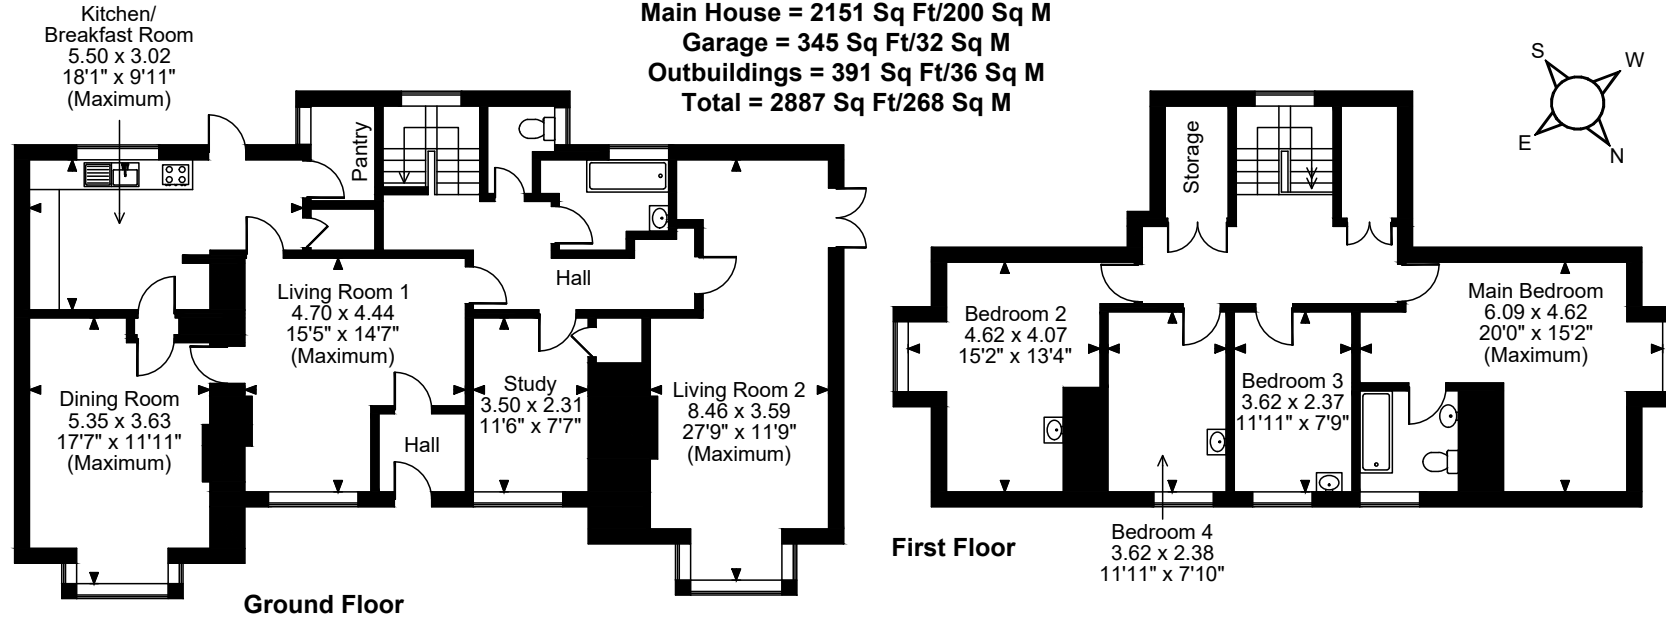 Main House = 2151 Sq Ft/200 Sq M
Garage = 345 Sq Ft/32 Sq M
Outbuildings = 391 Sq Ft/36 Sq M
Total = 2887 Sq Ft/268 Sq M
Kitchen/
Breakfast Room
5.50 x 3.02
18'1" x 9'11"
(Maximum)
Pantry
Living Room 1
4.70 x 4.44
15'5" x 14'7"
(Maximum)
Hall
Dining Room
5.35 x 3.63
17'7" x 11'11"
(Maximum)
Hall
Study
3.50 x 2.31
11'6" x 7'7"
Living Room 2
8.46 x 3.59
27'9" x 11'9"
(Maximum)
Ground Floor
S
W
E
N
Storage
Bedroom 2
4.62 x 4.07
15'2" x 13'4"
Main Bedroom
6.09 x 4.62
20'0" x 15'2"
(Maximum)
Bedroom 3
3.62 x 2.37
11'11" x 7'9"
Bedroom 4
3.62 x 2.38
11'11" x 7'10"
First Floor